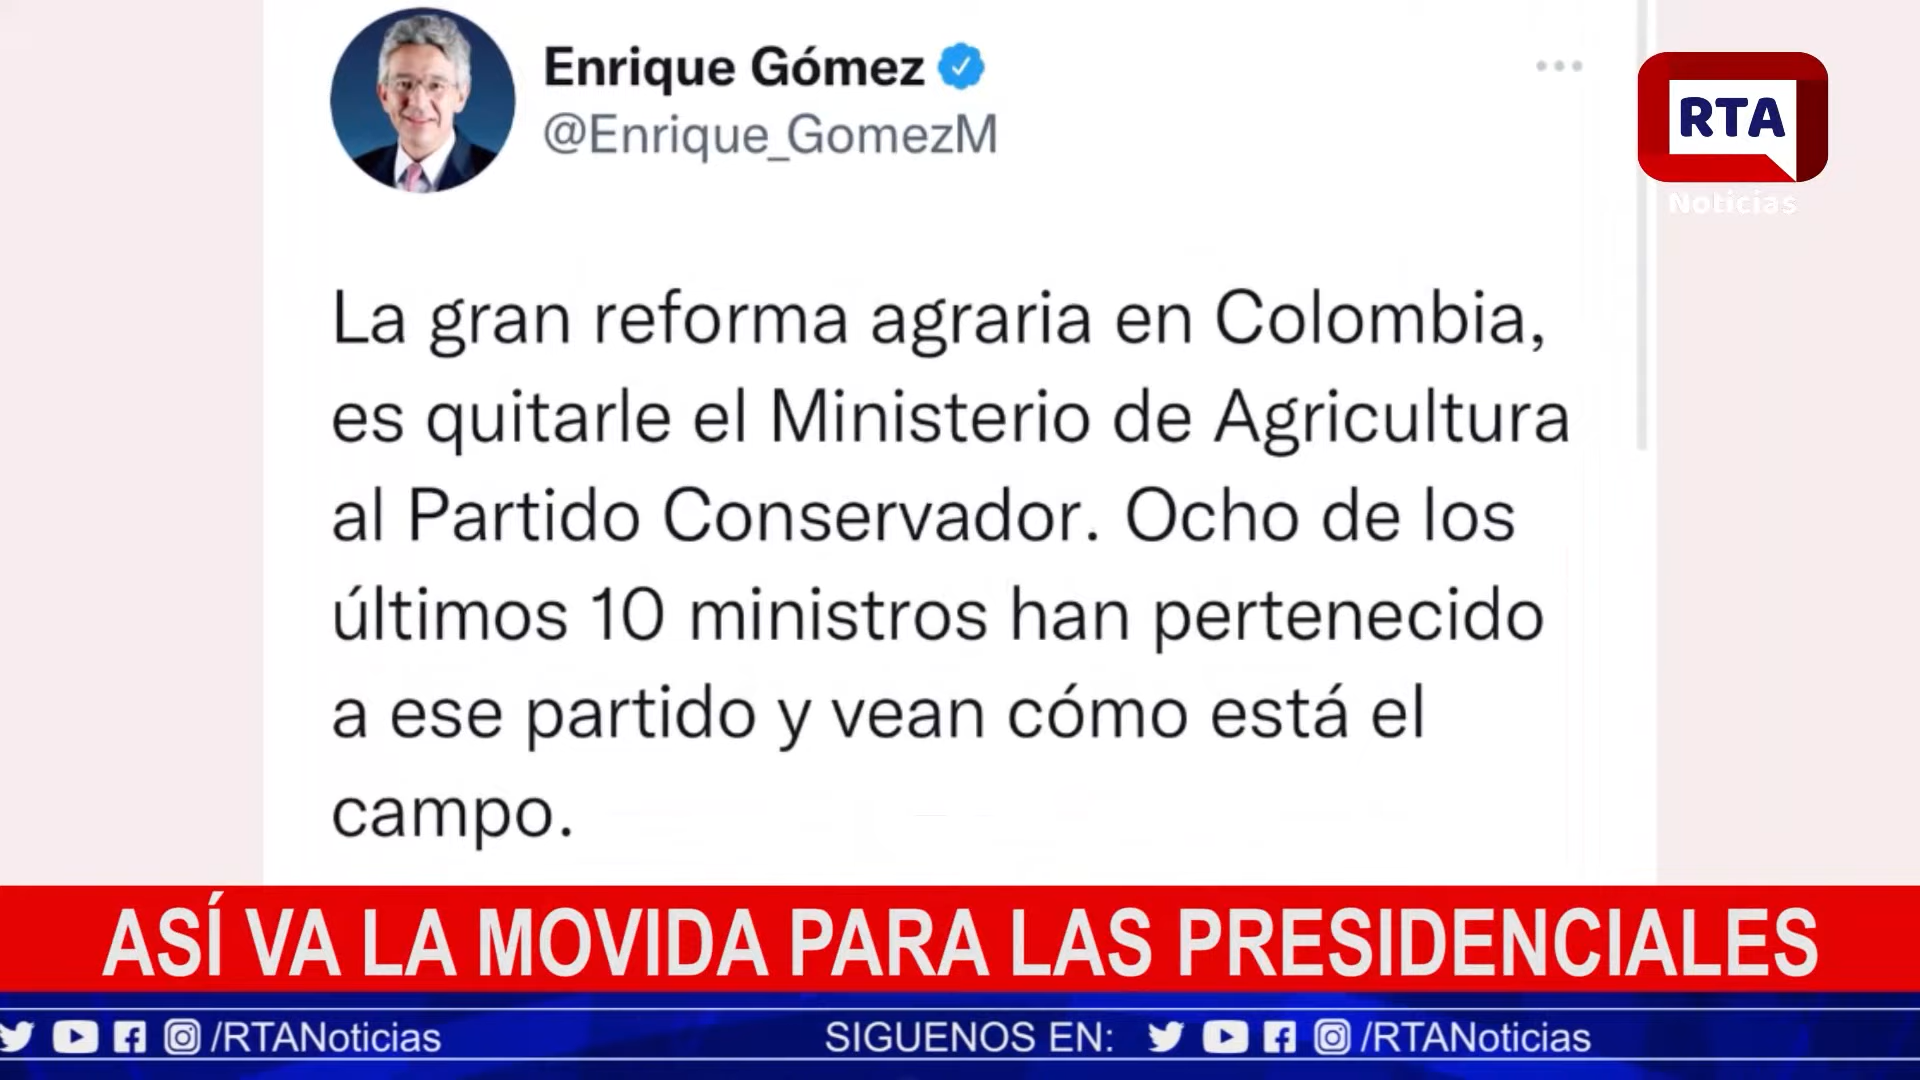 Enrique Gómez
@Enrique_GomezM
RTA
Noticias
La gran reforma agraria en Colombia,
es quitarle el Ministerio de Agricultura
al Partido Conservador. Ocho de los
últimos 10 ministros han pertenecido
a ese partido y vean cómo está el
campo.
ASÍ VA LA MOVIDA PARA LAS PRESIDENCIALES
/RTANoticias SIGUENOS EN: /RTANoticias